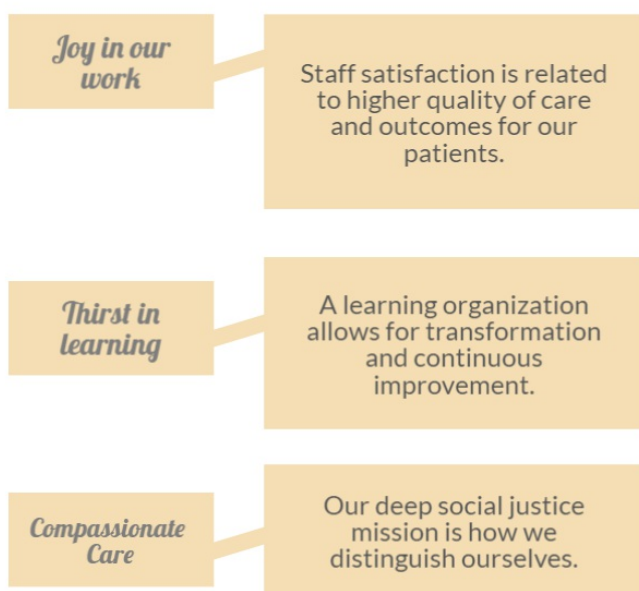 Joy in our
work
Staff satisfaction is related
to higher quality of care
and outcomes for our
patients.
Thirst in
learning
A learning organization
allows for transformation
and continuous
improvement.
Compassionate
Care
Our deep social justice
mission is how we
distinguish ourselves.